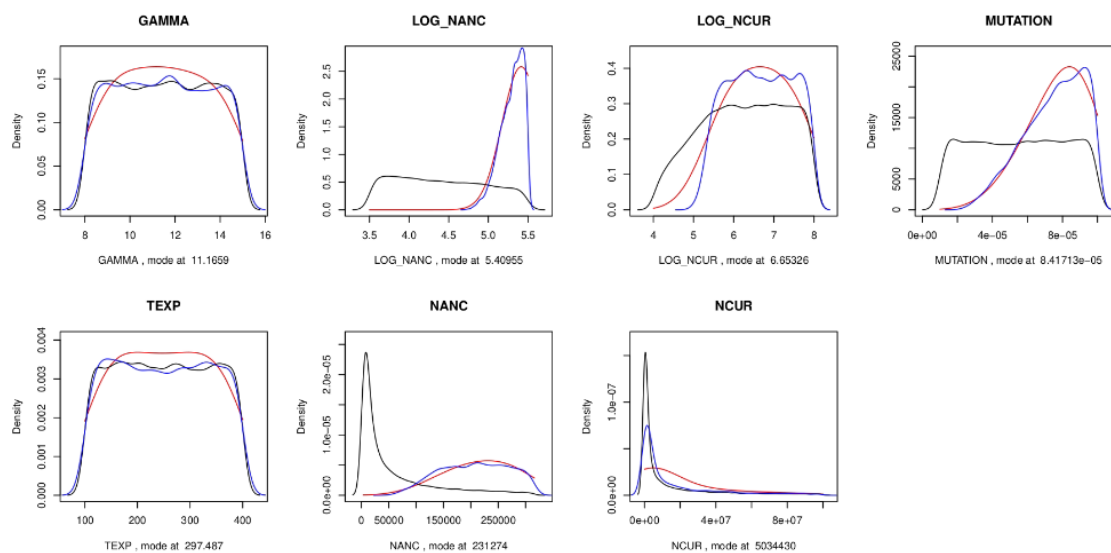 GAMMA
Density
0.00 0.05 0.10 0.15
8 10 12 14 16
GAMMA , mode at 11.1659
LOG_NANC
Density
0.0 0.5 1.0 1.5 2.0 2.5
3.5 4.0 4.5 5.0 5.5
LOG_NANC , mode at 5.40955
LOG_NCUR
Density
0.0 0.1 0.2 0.3 0.4
4 5 6 7 8
LOG_NCUR , mode at 6.65326
MUTATION
Density
0 5000 15000 25000
0e+00 4e-05 8e-05
MUTATION , mode at 8.41713e-05
TEXP
Density
0.000 0.001 0.002 0.003 0.004
100 200 300 400
TEXP , mode at 297.487
NANC
Density
0.0e+00 1.0e-05 2.0e-05
0 50000 150000 250000
NANC , mode at 231274
NCUR
Density
0.0e+00 1.0e-07
0e+00 4e+07 8e+07
NCUR , mode at 5034430